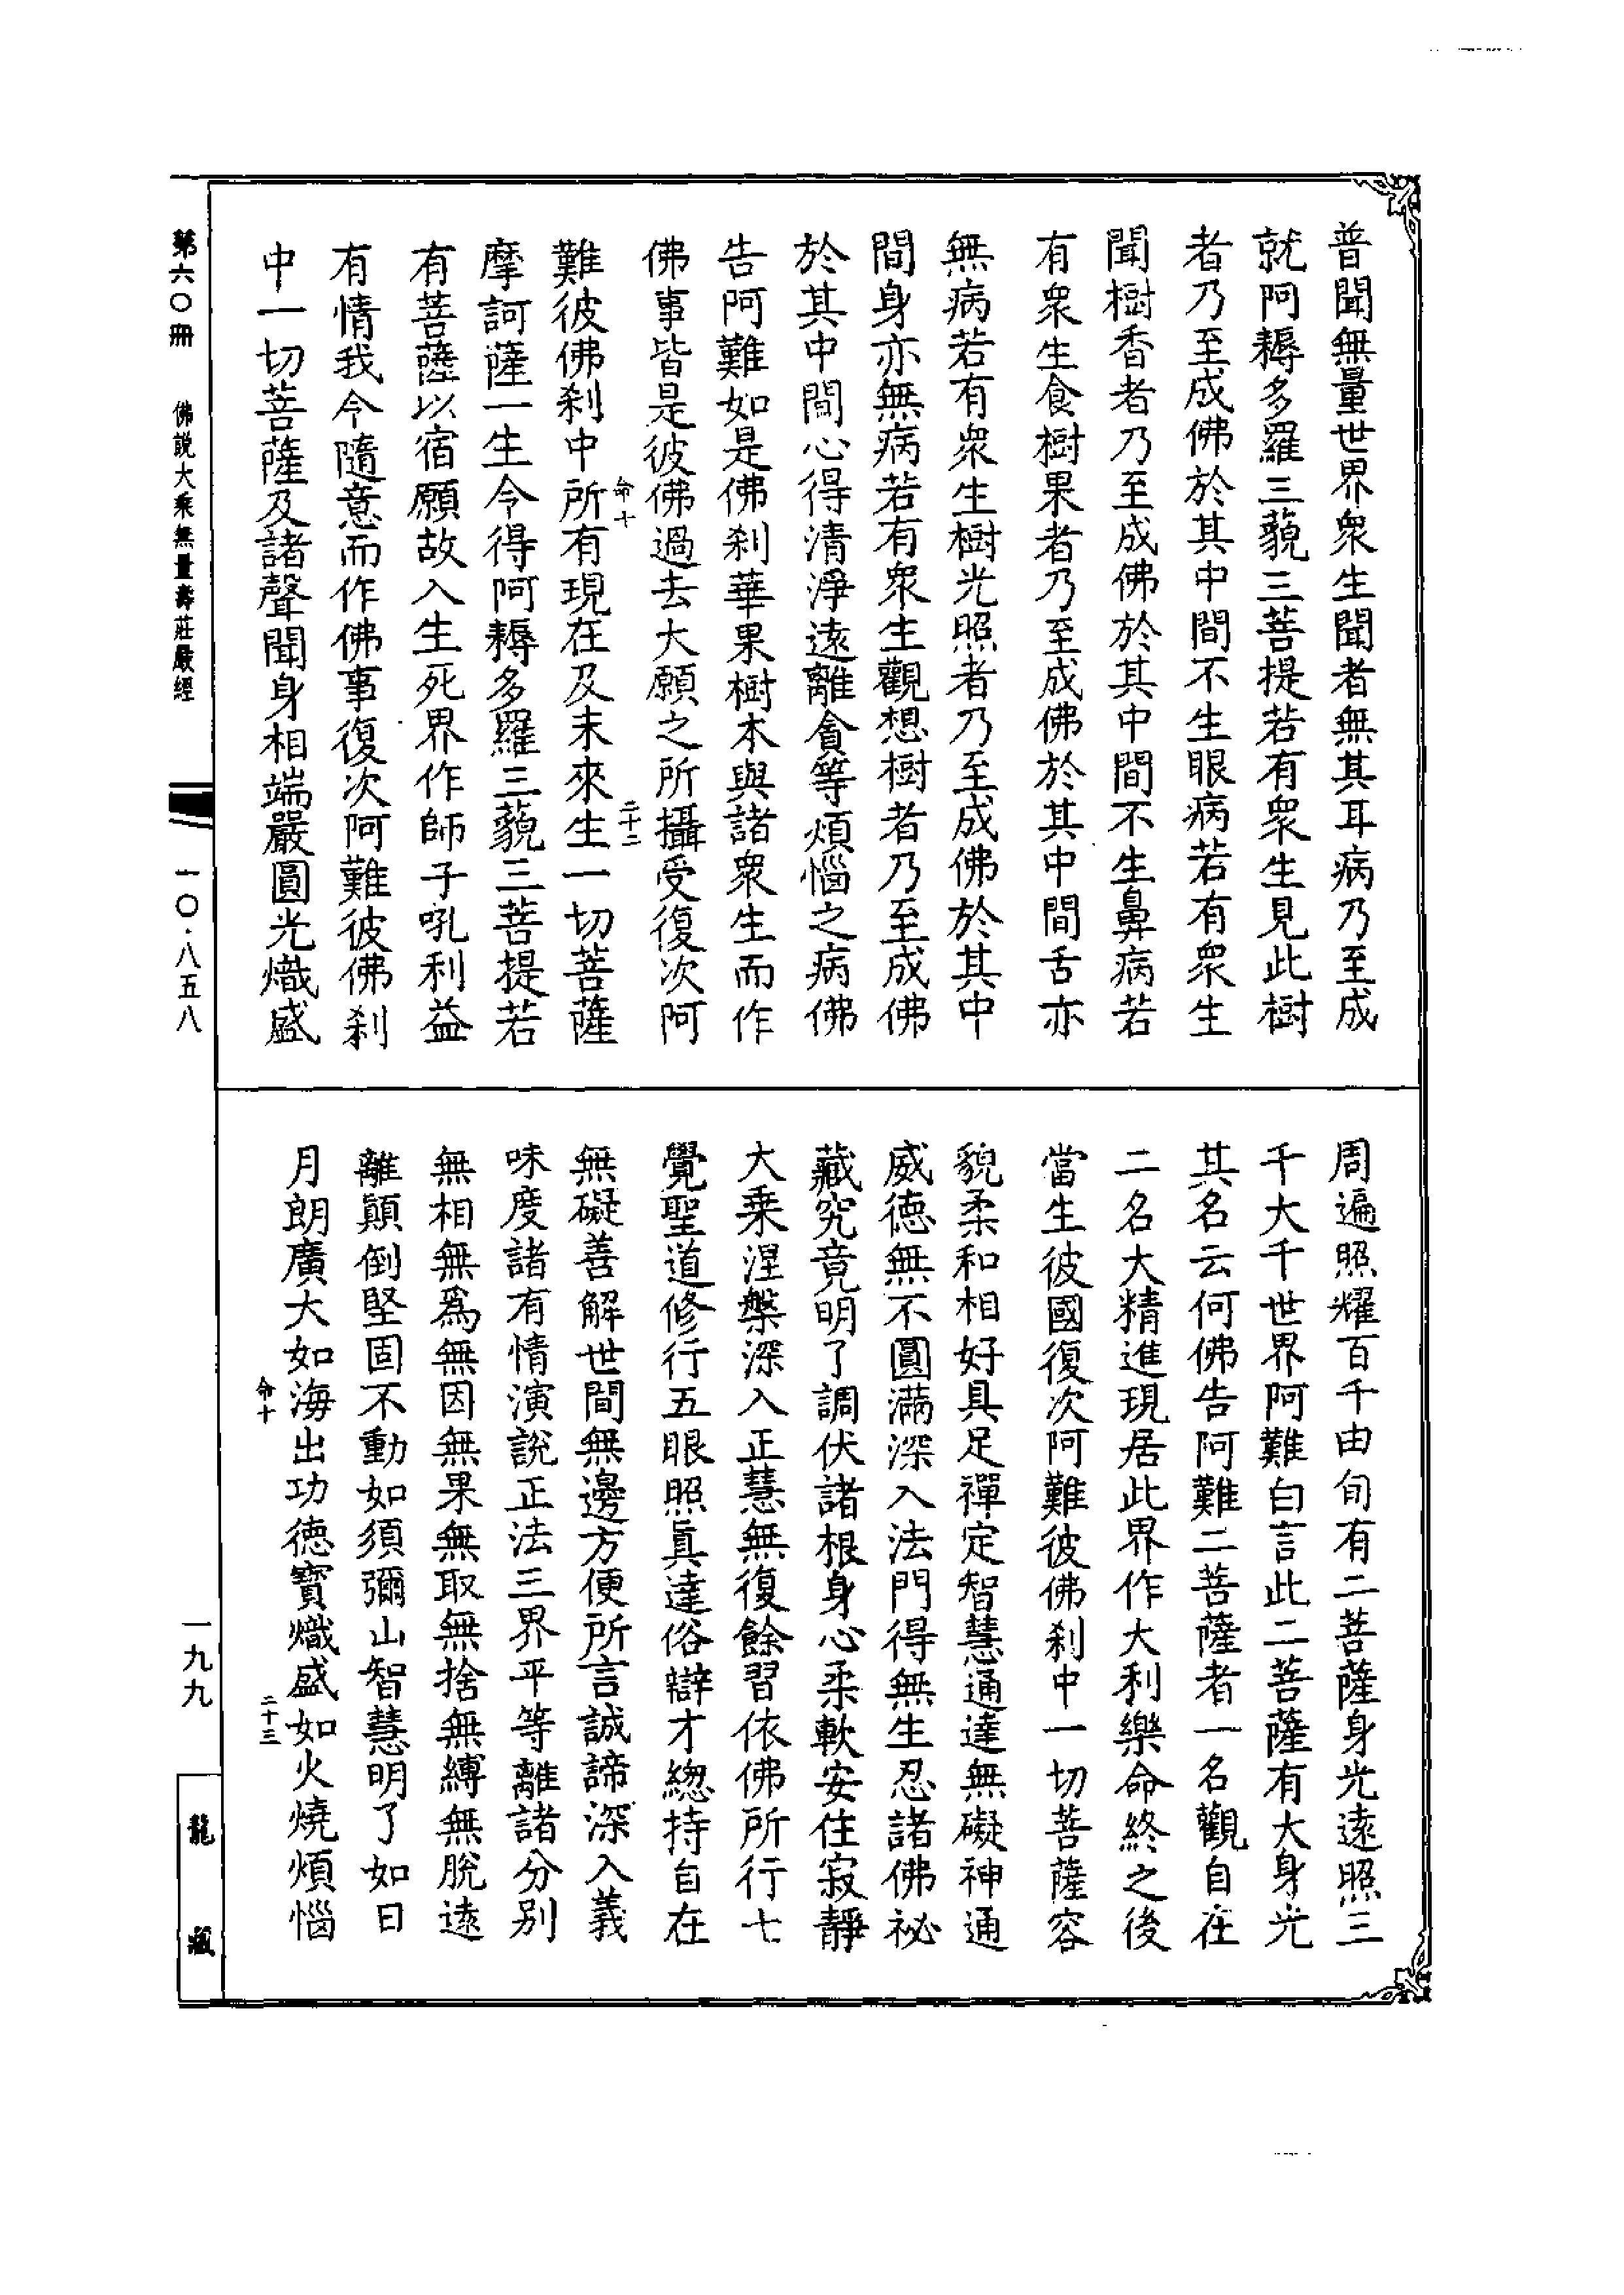 普聞無量世界衆生聞者無其耳病乃至成
就阿耨多羅三藐三菩提若有衆生見此樹
者乃至成佛於其中間不生眼病若有衆生
聞樹香者乃至成佛於其中間不生鼻病若
有衆生食樹果者乃至成佛於其中間舌亦
無病若有衆生樹光照者乃至成佛於其中
間身亦無病若有衆生觀想樹者乃至成佛
於其中間心得清淨遠離貪等煩惱之病佛
告阿難如是佛刹華果樹木與諸衆生而作
佛事皆是彼佛過去大願之所攝受復次阿
命十
二十二
難彼佛刹中所有現在及未來生一切菩薩
摩訶薩一生令得阿耨多羅三藐三菩提若
有菩薩以宿願故入生死界作師子吼利益
有情我今隨意而作佛事復次阿難彼佛刹
中一切菩薩及諸聲聞身相端嚴圓光熾盛
周遍照耀百千由旬有二菩薩身光遠照三
千大千世界阿難白言此二菩薩有大身光
其名云何佛告阿難二菩薩者一名觀自在
二名大精進現居此界作大利樂命終之後
當生彼國復次阿難彼佛刹中一切菩薩容
貌柔和相好具足禪定智慧通達無礙神通
威德無不圓滿深入法門得無生忍諸佛祕
藏究竟明了調伏諸根身心柔軟安住寂靜
大乘涅槃深入正慧無復餘習依佛所行七
覺聖道修行五眼照真達俗辯才總持自在
無礙善解世間無邊方便所言誠諦深入義
味度諸有情演說正法三界平等離諸分別
無相無爲無因無果無取無捨無縛無脫遠
離顛倒堅固不動如須彌山智慧明了如日
月朗廣大如海出功德寶熾盛如火燒煩惱
命十
二十三
第六〇冊
佛說大乘無量壽莊嚴經
一〇·八五八
一九九
龍藏